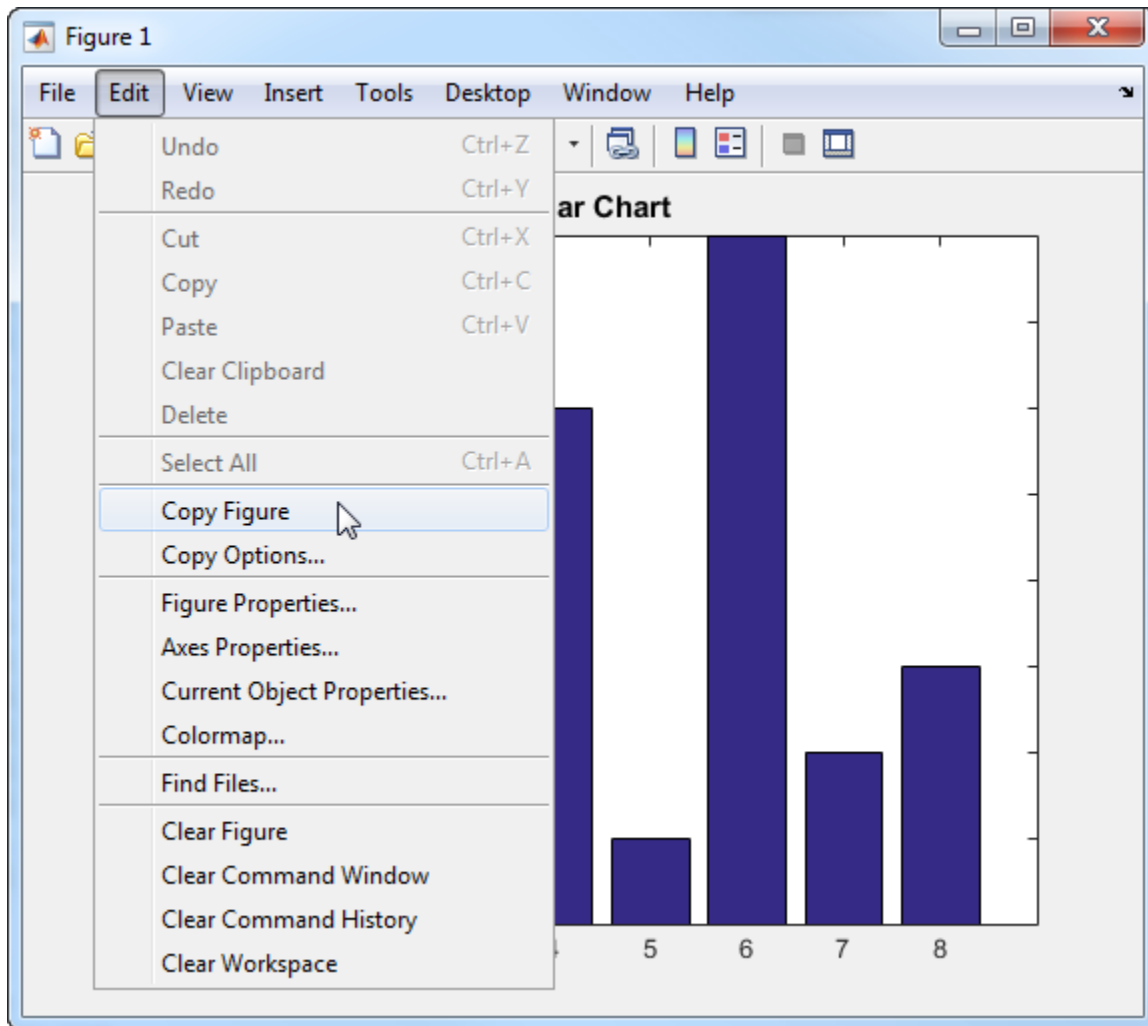 Figure 1
File Edit View Insert Tools Desktop Window Help
Undo Ctrl+Z
Redo Ctrl+Y
ar Chart
Cut Ctrl+X
Copy Ctrl+C
Paste Ctrl+V
Clear Clipboard
Delete
Select All Ctrl+A
Copy Figure
Copy Options...
Figure Properties...
Axes Properties...
Current Object Properties...
Colormap...
Find Files...
Clear Figure
Clear Command Window
Clear Command History
Clear Workspace
5 6 7 8